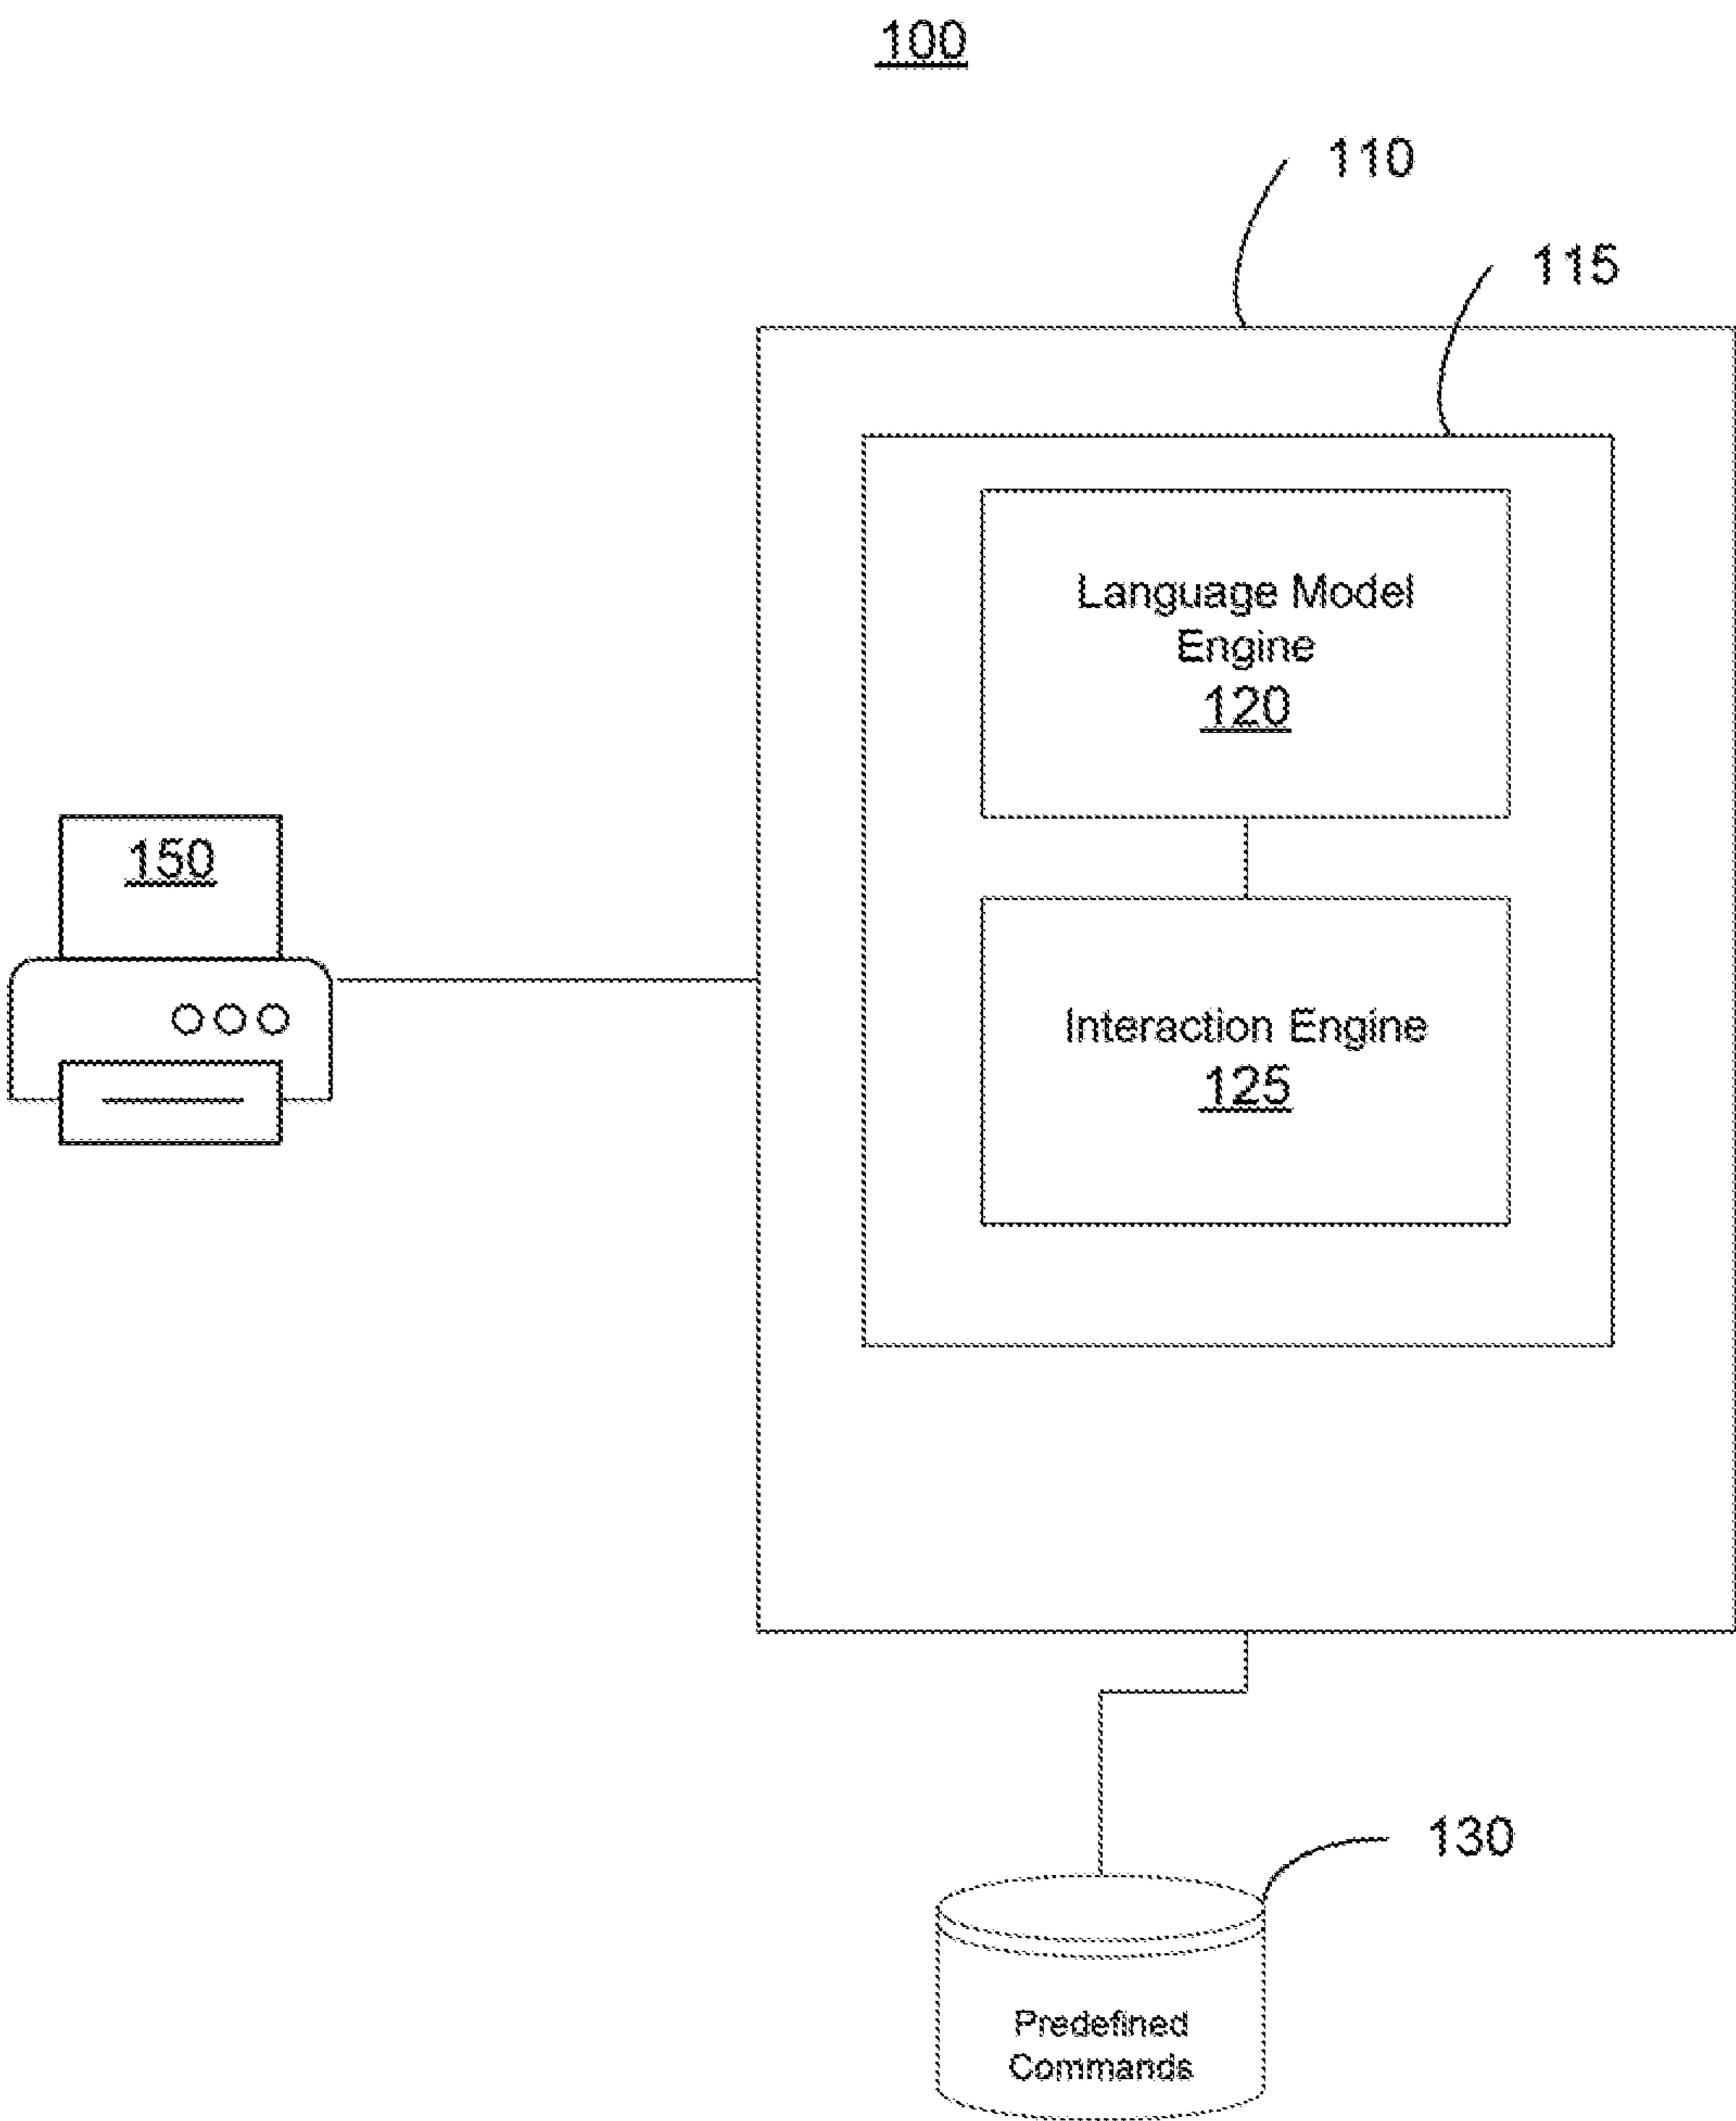 100
110
115
Language Model
Engine
120
150
Interaction Engine
125
130
Predefined
Commands